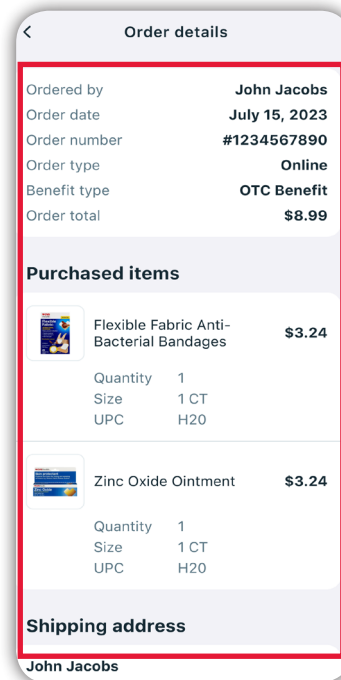 Order details
Ordered by John Jacobs
Order date July 15, 2023
Order number #1234567890
Order type Online
Benefit type OTC Benefit
Order total $8.99
Purchased items
Flexible Fabric Anti-
Bacterial Bandages $3.24
Quantity 1
Size 1 CT
UPC H20
Zinc Oxide Ointment $3.24
Quantity 1
Size 1 CT
UPC H20
Shipping address
John Jacobs